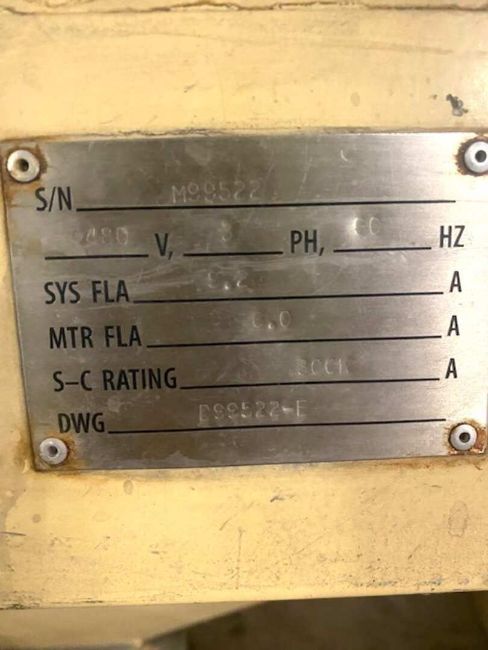 S/N M99522
480 V, 3 PH, 60 HZ
SYS FLA A
MTR FLA A
S-C RATING A
DWG D99522-E